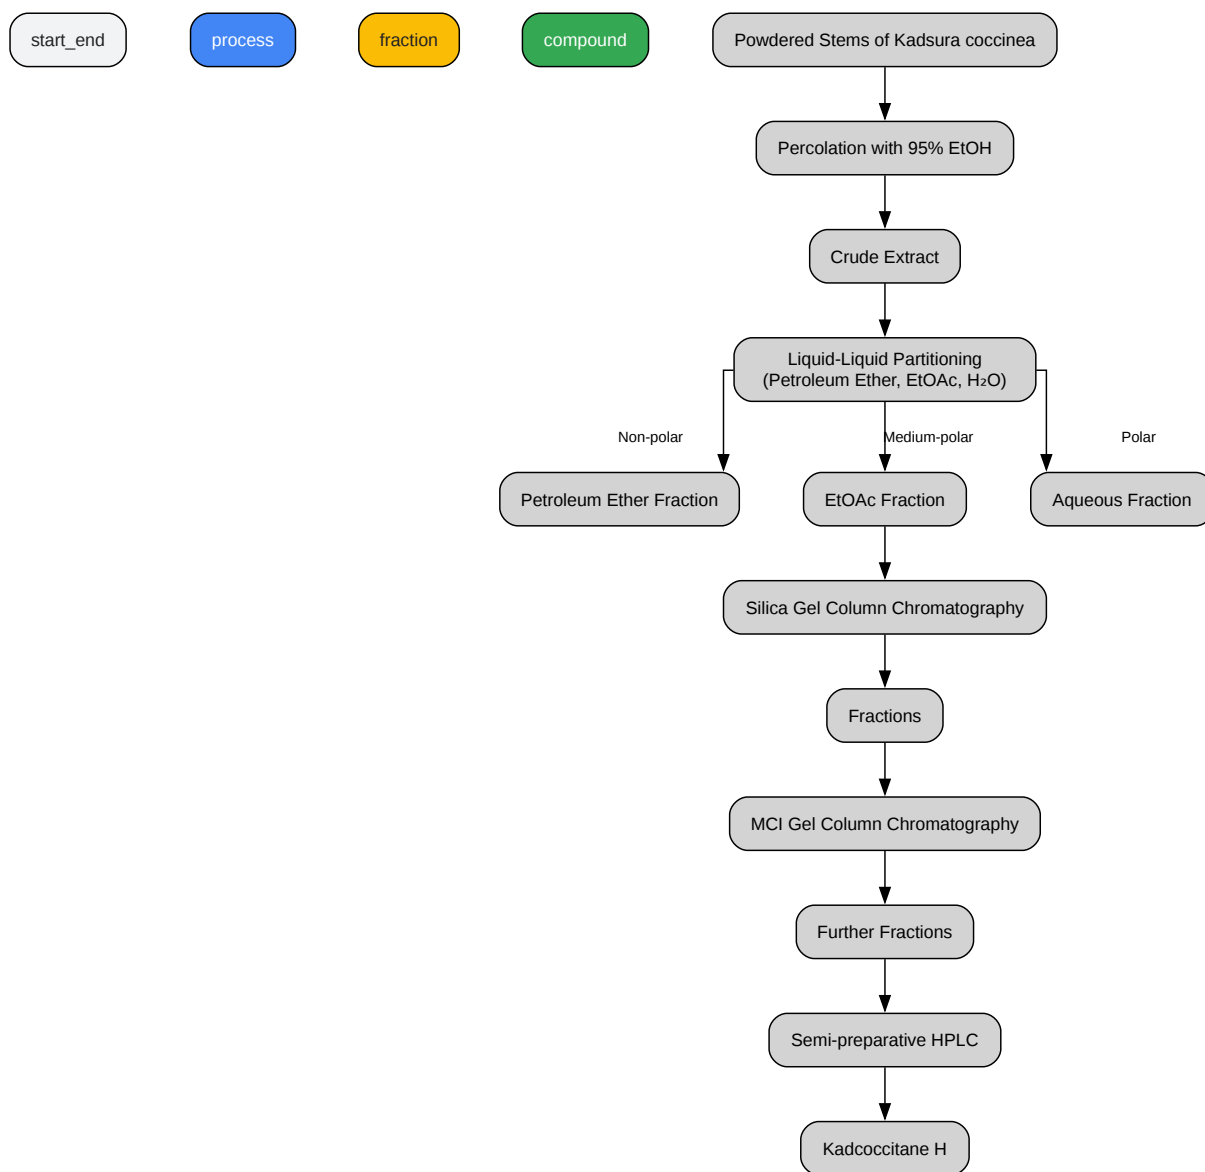 start_end
process
fraction
compound
Powdered Stems of Kadsura coccinea
Percolation with 95% EtOH
Crude Extract
Liquid-Liquid Partitioning
(Petroleum Ether, EtOAc, H₂O)
Non-polar
Medium-polar
Polar
Petroleum Ether Fraction
EtOAc Fraction
Aqueous Fraction
Silica Gel Column Chromatography
Fractions
MCI Gel Column Chromatography
Further Fractions
Semi-preparative HPLC
Kadcoccitane H